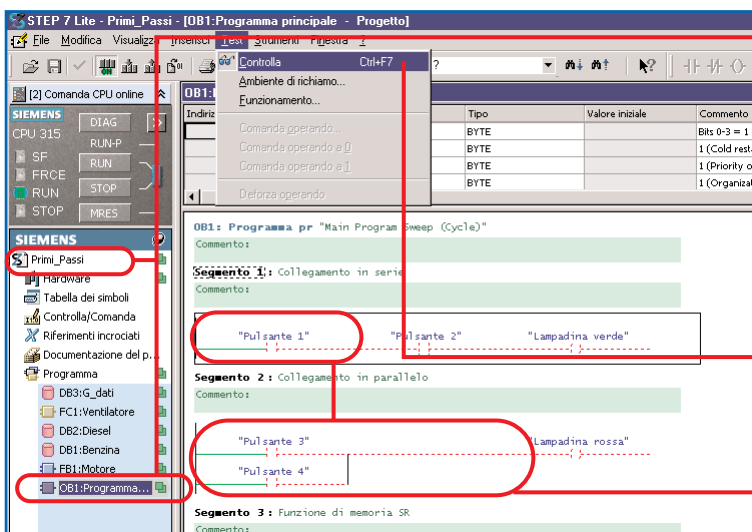 STEP 7 Lite - Primi_Passi - [OB1:Programma principale - Progetto]
File Modifica Visualizza Inserisci Test Strumenti Finestra ?
?
Controlla Ctrl+F7
Ambiente di richiamo...
Funzionamento...
Comanda operando...
Comanda operando a 0
Comanda operando a 1
Deforza operando
[2] Comanda CPU online
SIEMENS
CPU 315
DIAG
RUN-P
SF
RUN
FRCE
RUN
STOP
STOP
MRES
OB1:
Indiriz Tipo Valore iniziale Commento
BYTE Bits 0-3 = 1
BYTE 1 (Cold rest
BYTE 1 (Priority o
BYTE 1 (Organizat
SIEMENS
Primi_Passi
Hardware
Tabella dei simboli
Controlla/Comanda
Riferimenti incrociati
Documentazione del p...
Programma
DB3:G_dati
FC1:Ventilatore
DB2:Diesel
DB1:Benzina
FB1:Motore
OB1:Programma...
OB1: Programma pr "Main Program Sweep (Cycle)"
Commento:
Segmento 1: Collegamento in serie
Commento:
"Pulsante 1" "Pulsante 2" "Lampadina verde"
Segmento 2 : Collegamento in parallelo
Commento:
"Pulsante 3" "Lampadina rossa"
"Pulsante 4"
Segmento 3 : Funzione di memoria SR
Commento: